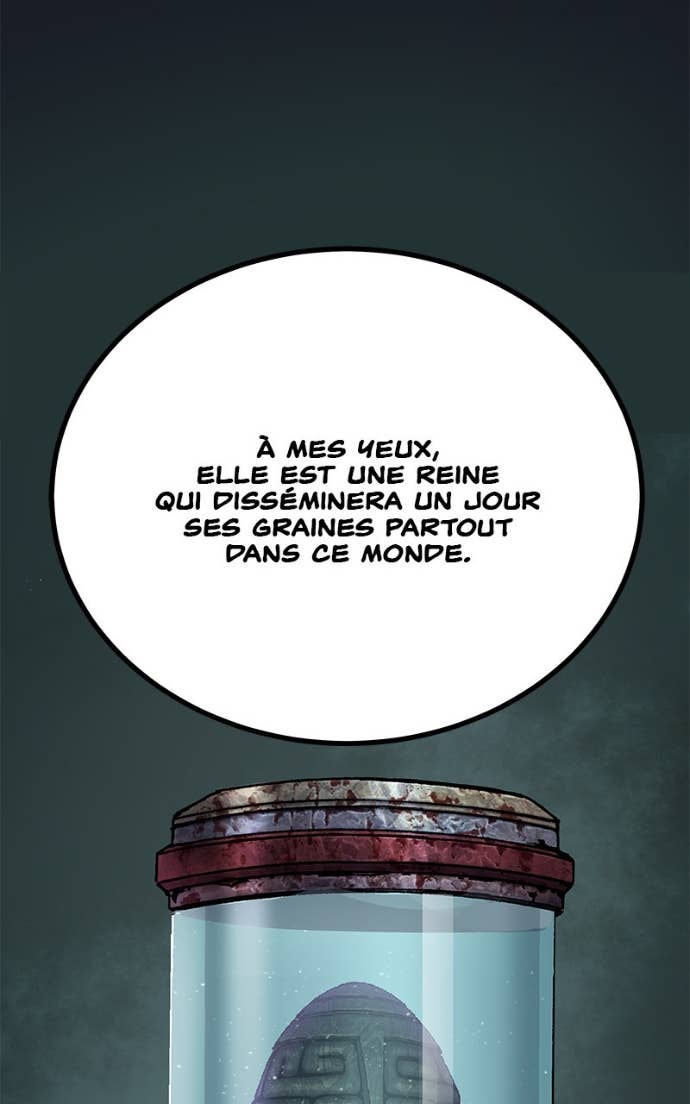 À MES YEUX,
ELLE EST UNE REINE
QUI DISSÉMINERA UN JOUR
SES GRAINES PARTOUT
DANS CE MONDE.